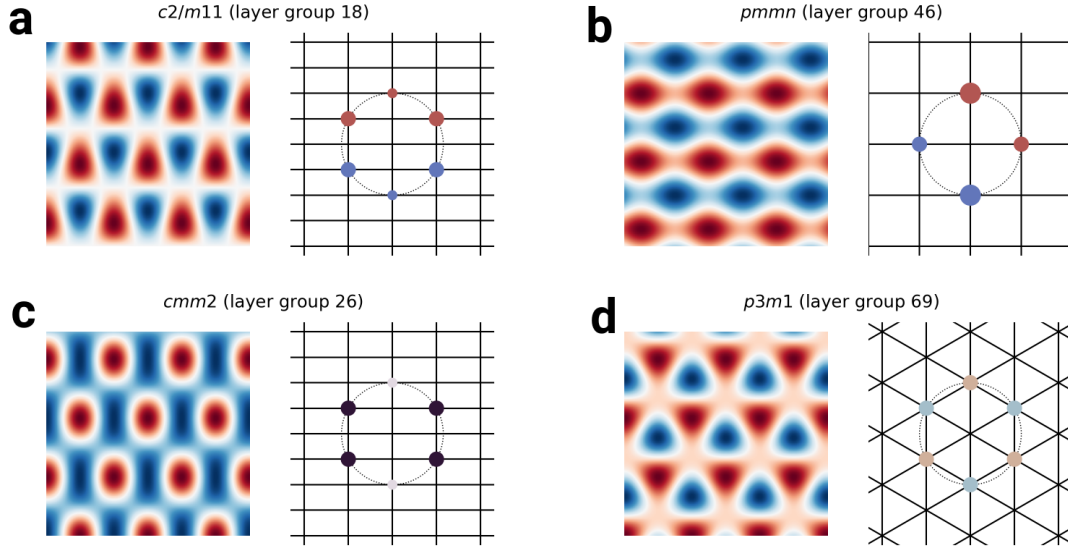 a
c2/m11 (layer group 18)
b
pmmn (layer group 46)
c
cmm2 (layer group 26)
d
p3m1 (layer group 69)